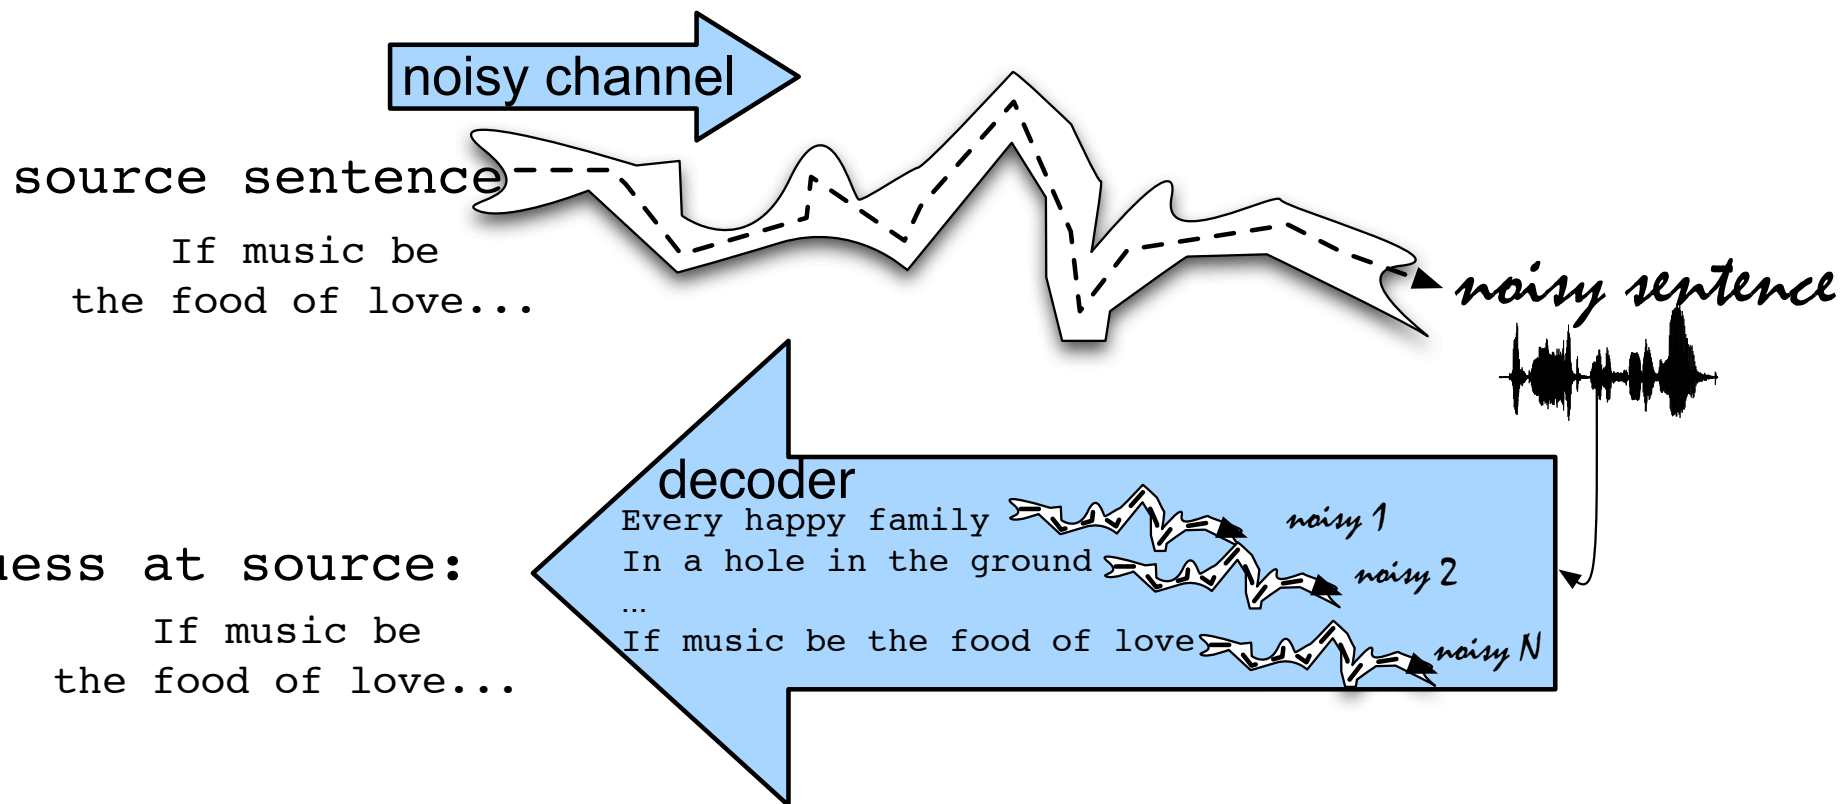 noisy channel
source sentence
If music be
the food of love...
noisy sentence
decoder
Every happy family noisy 1
In a hole in the ground noisy 2
...
If music be the food of love noisy N
uess at source:
If music be
the food of love...